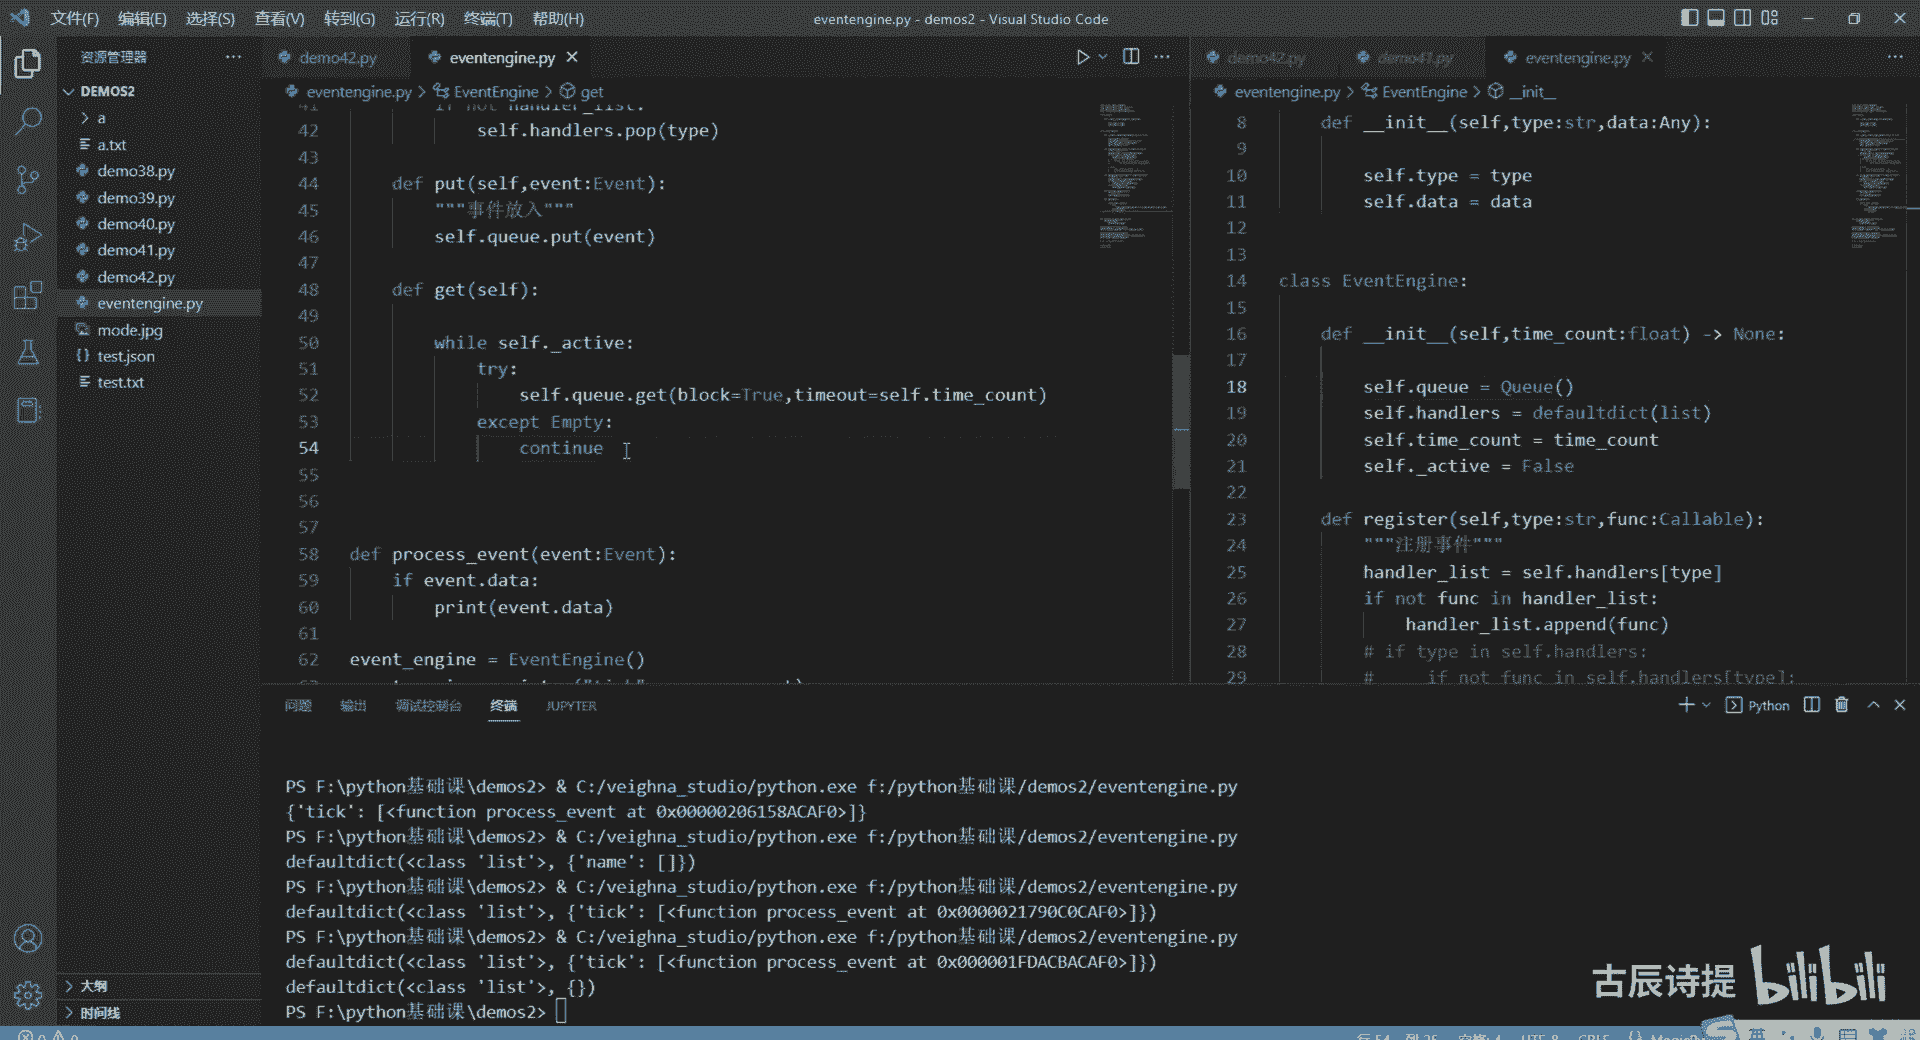 文件(F) 编辑(E) 选择(S) 查看(V) 转到(G) 运行(R) 终端(T) 帮助(H)
eventengine.py - demos2 - Visual Studio Code
资源管理器
DEMOS2
a
a.txt
demo38.py
demo39.py
demo40.py
demo41.py
demo42.py
eventengine.py
mode.jpg
test.json
test.txt
大纲
时间线
demo42.py eventengine.py
eventengine.py > EventEngine > get
41 if not handler_list:
42 self.handlers.pop(type)
43
44 def put(self,event:Event):
45 """事件放入"""
46 self.queue.put(event)
47
48 def get(self):
49
50 while self._active:
51 try:
52 self.queue.get(block=True,timeout=self.time_count)
53 except Empty:
54 continue
55
56
57
58 def process_event(event:Event):
59 if event.data:
60 print(event.data)
61
62 event_engine = EventEngine()
demo42.py demo41.py eventengine.py
eventengine.py > EventEngine > __init__
8 def __init__(self,type:str,data:Any):
9
10 self.type = type
11 self.data = data
12
13
14 class EventEngine:
15
16 def __init__(self,time_count:float) -> None:
17
18 self.queue = Queue()
19 self.handlers = defaultdict(list)
20 self.time_count = time_count
21 self._active = False
22
23 def register(self,type:str,func:Callable):
24 """注册事件"""
25 handler_list = self.handlers[type]
26 if not func in handler_list:
27 handler_list.append(func)
28 # if type in self.handlers:
29 # if not func in self.handlers[type]:
问题 输出 调试控制台 终端 JUPYTER
Python
PS F:\python基础课\demos2> & C:/veighna_studio/python.exe f:/python基础课/demos2/eventengine.py
{'tick': [<function process_event at 0x00000206158ACAF0>]}
PS F:\python基础课\demos2> & C:/veighna_studio/python.exe f:/python基础课/demos2/eventengine.py
defaultdict(<class 'list'>, {'name': []})
PS F:\python基础课\demos2> & C:/veighna_studio/python.exe f:/python基础课/demos2/eventengine.py
defaultdict(<class 'list'>, {'tick': [<function process_event at 0x0000021790C0CAF0>]})
PS F:\python基础课\demos2> & C:/veighna_studio/python.exe f:/python基础课/demos2/eventengine.py
defaultdict(<class 'list'>, {'tick': [<function process_event at 0x000001FDACBACAF0>]})
defaultdict(<class 'list'>, {})
PS F:\python基础课\demos2>
古辰诗提 bilibili